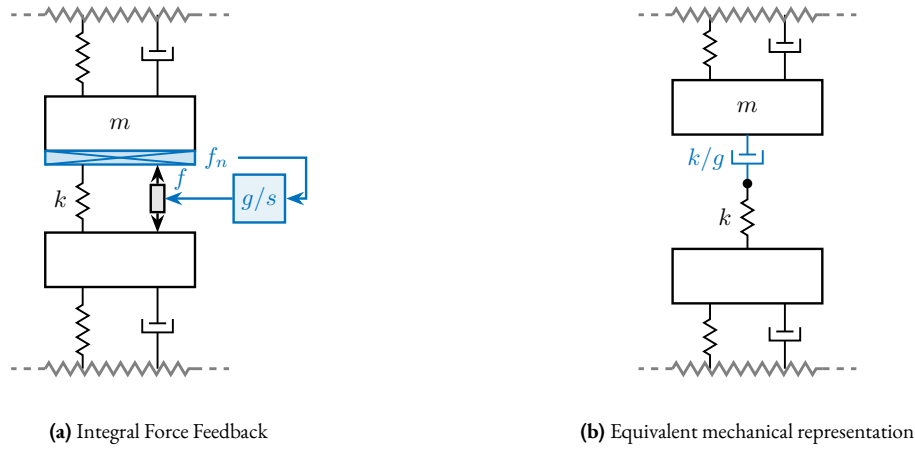 m
f_n
f
k
g/s
(a) Integral Force Feedback
m
k/g
k
(b) Equivalent mechanical representation